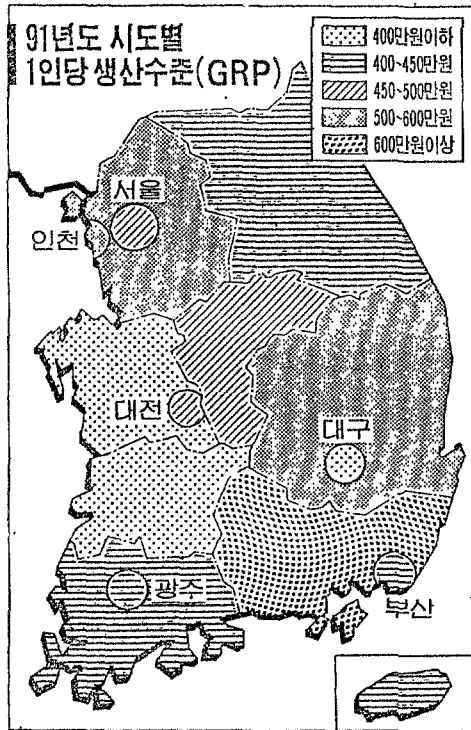 91년도 시도별
1인당 생산수준(GRP)
400만원이하
400~450만원
450~500만원
500~600만원
600만원이상
서울
인천
대전
대구
광주
부산